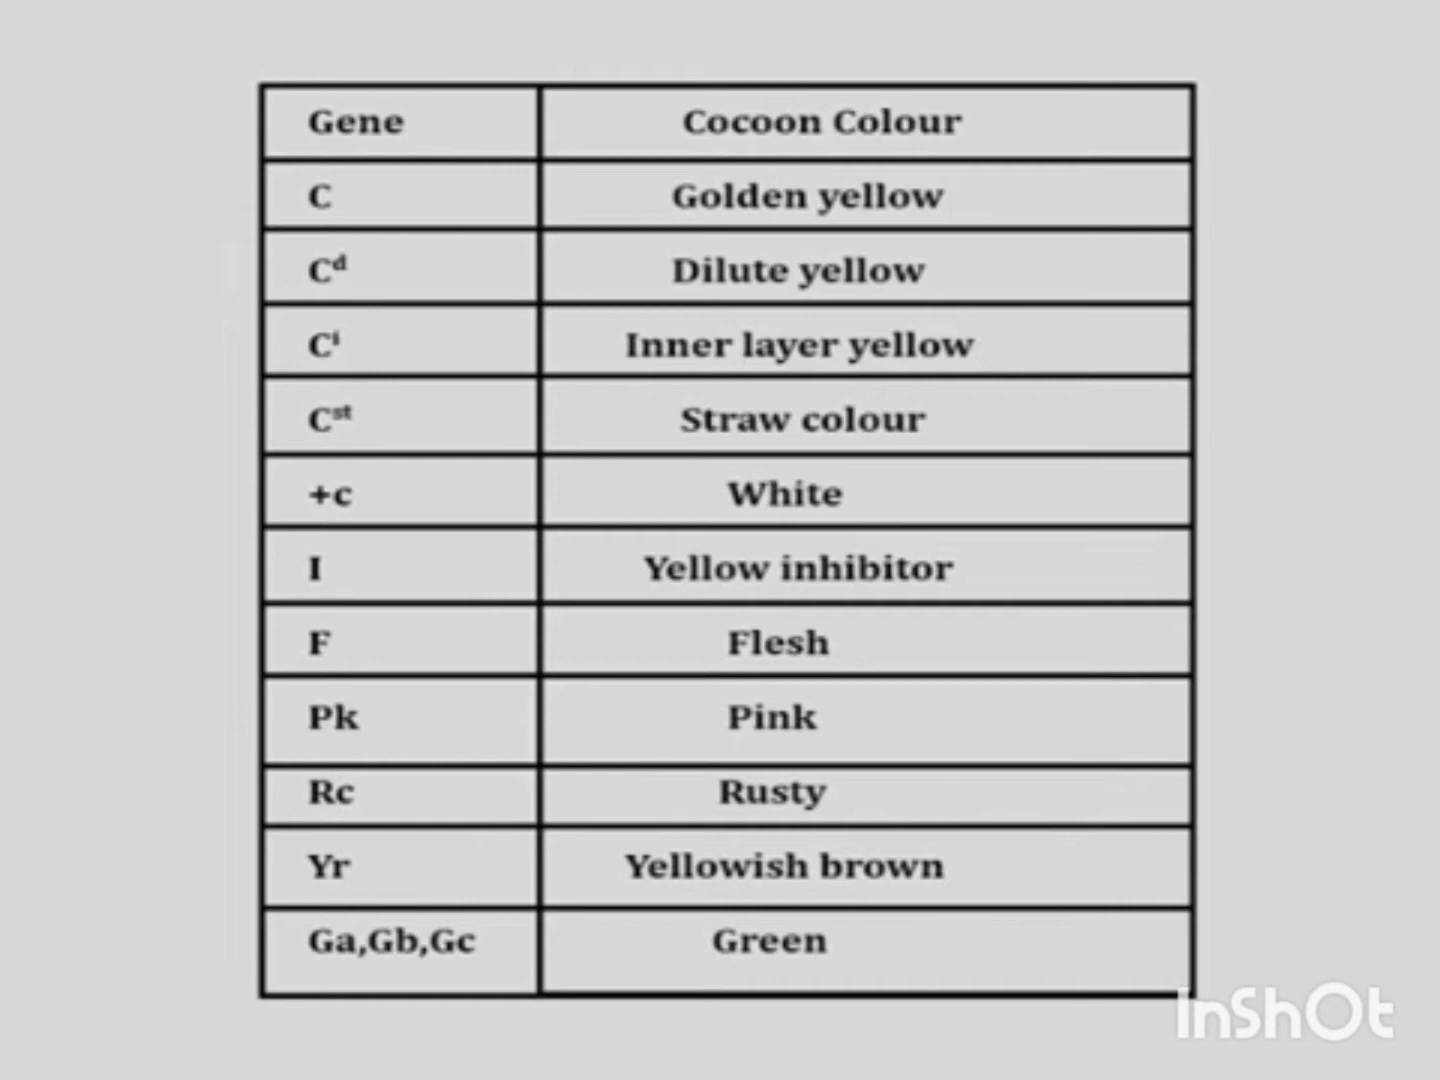 Gene Cocoon Colour
C Golden yellow
Cᵈ Dilute yellow
Cⁱ Inner layer yellow
Cˢᵗ Straw colour
+c White
I Yellow inhibitor
F Flesh
Pk Pink
Rc Rusty
Yr Yellowish brown
Ga,Gb,Gc Green
InShOt